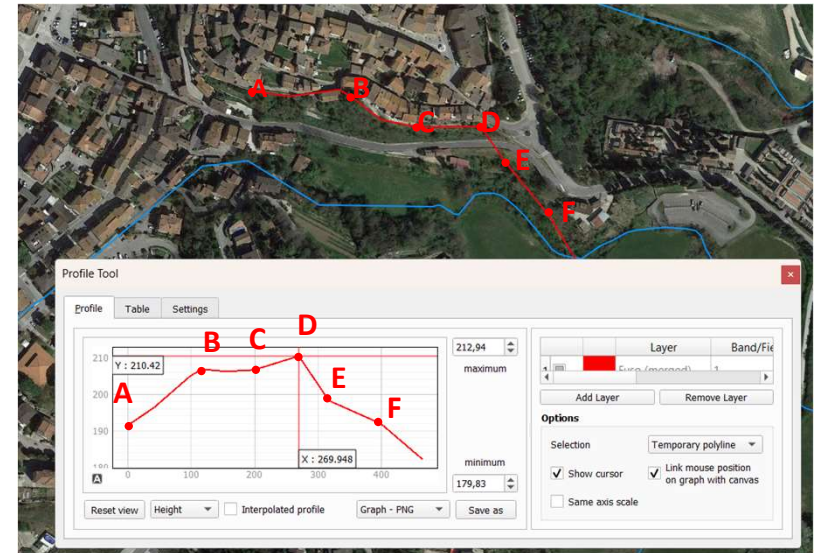 A
B
C
D
E
F
Profile Tool
Profile Table Settings
A
B
C
D
E
F
210
200
190
180
Y : 210.42
X : 269.948
0 100 200 300 400
212,94
maximum
minimum
179,83
Layer Band/Fie
1
Add Layer Remove Layer
Options
Selection Temporary polyline
Show cursor
Link mouse position
on graph with canvas
Same axis scale
Reset view Height Interpolated profile Graph - PNG Save as